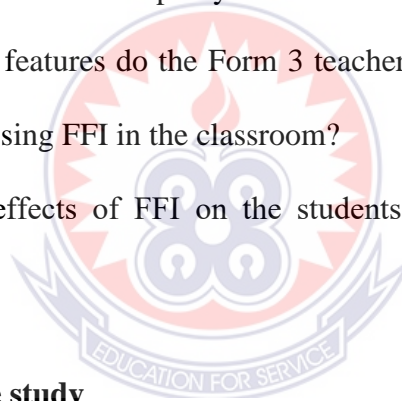 features do the Form 3 teacher
sing FFI in the classroom?
effects of FFI on the students
EDUCATION FOR SERVICE
study